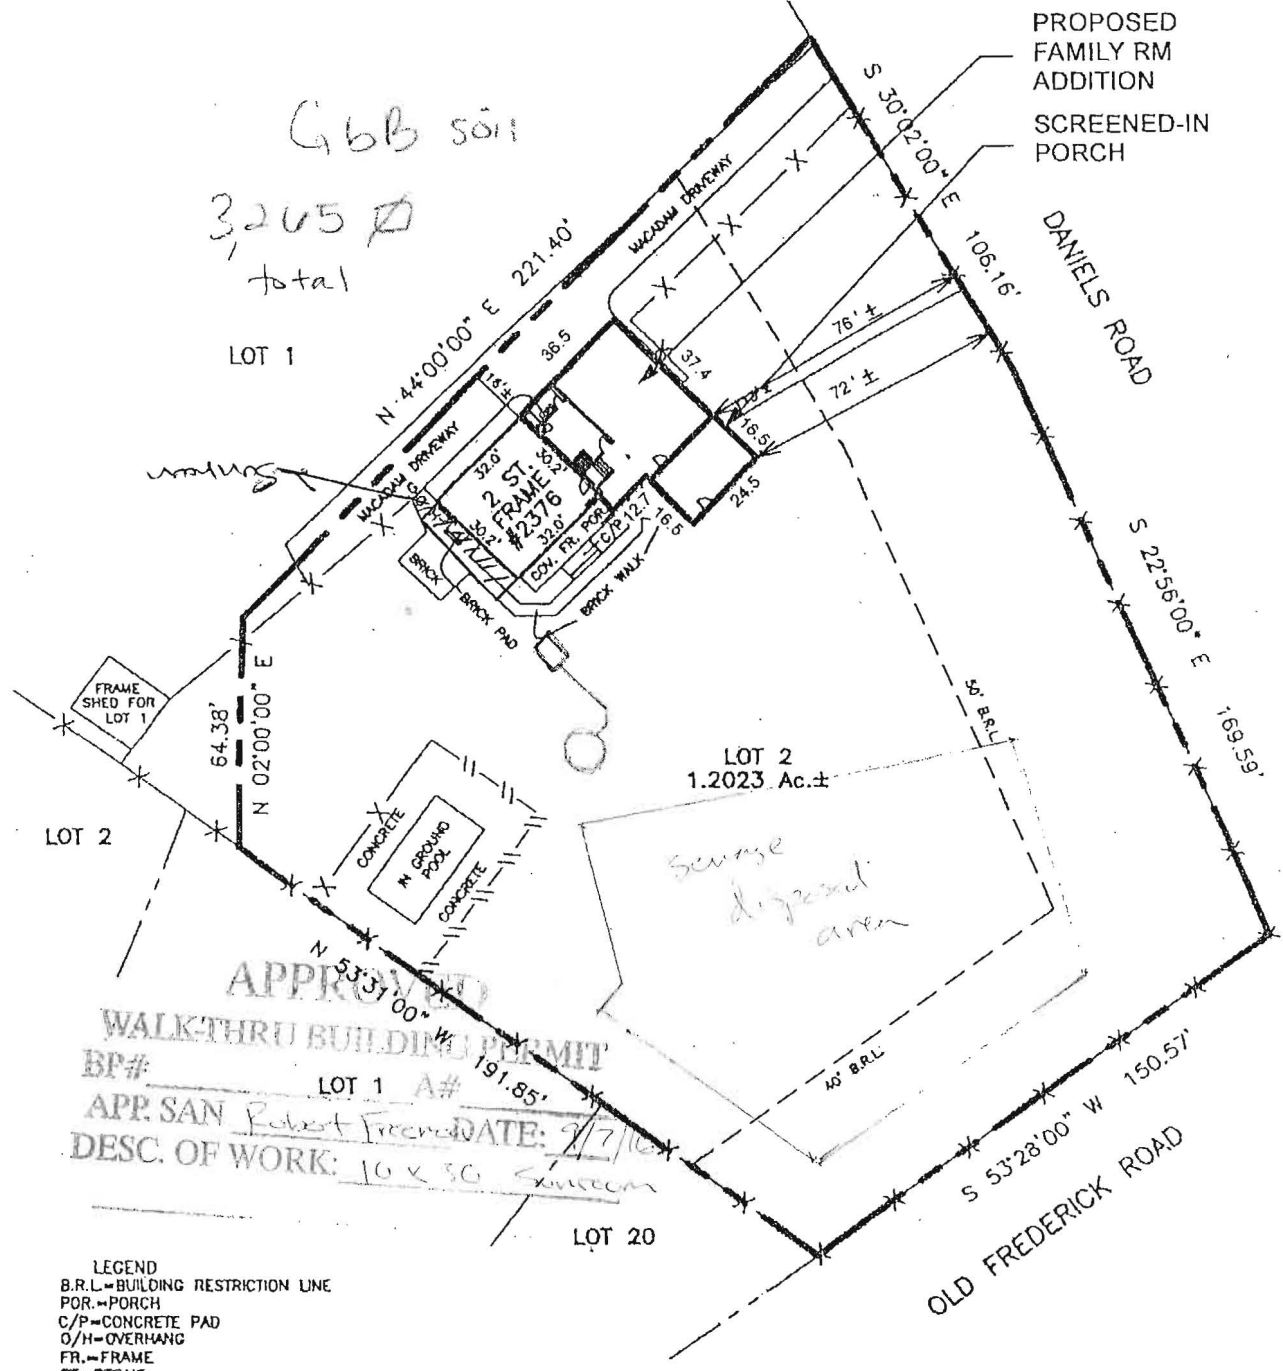 PROPOSED
FAMILY RM
ADDITION
SCREENED-IN
PORCH
GbB soil
3,265
total
LOT 1
N 44°00'00" E 221.40'
S 30°02'00" E 106.16'
DANIELS ROAD
MACADAM DRIVEWAY
36.5
37.4
76' ±
72' ±
16'±
16.5
24.5
MACADAM DRIVEWAY
32.0'
30.2'
2 ST.
FRAME
#2376
30.2'
32.0'
COV. FR. POR.
C/P
12.7
16.5
BRICK
BRICK PAD
BRICK WALK
S 22°56'00" E 169.59'
FRAME
SHED FOR
LOT 1
64.38'
N 02°00'00" E
50' B.R.L.
LOT 2
1.2023 Ac.±
LOT 2
CONCRETE
IN GROUND
POOL
CONCRETE
sewage
disposal
area
N 53°31'00" W 191.85'
APPROVED
WALK-THRU BUILDING PERMIT
BP# A#
LOT 1
APP. SAN Robert Freeman DATE: 9/7/16
DESC. OF WORK: 10 x 30 Sunroom
40' B.R.L.
S 53°28'00" W 150.57'
OLD FREDERICK ROAD
LOT 20
LEGEND
B.R.L.=BUILDING RESTRICTION LINE
POR.=PORCH
C/P=CONCRETE PAD
O/H=OVERHANG
FR.=FRAME